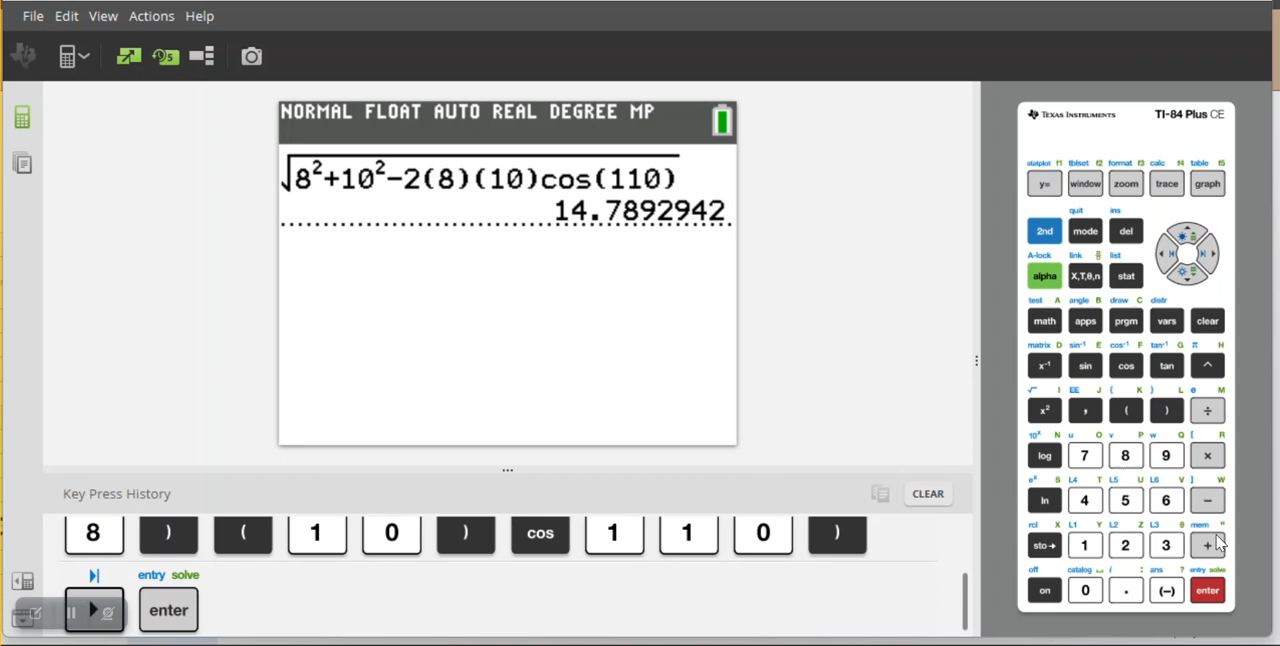 File Edit View Actions Help
NORMAL FLOAT AUTO REAL DEGREE MP
√8²+10²-2(8)(10)cos(110)
14.7892942
Key Press History
CLEAR
8 ) ( 1 0 ) cos 1 1 0 )
entry solve
enter
TEXAS INSTRUMENTS TI-84 Plus CE
statplot f1 tblset f2 format f3 calc f4 table f5
y= window zoom trace graph
quit ins
2nd mode del
A-lock link list
alpha X,T,θ,n stat
test A angle B draw C distr
math apps prgm vars clear
matrix D sin⁻¹ E cos⁻¹ F tan⁻¹ G π H
x⁻¹ sin cos tan ^
√ I EE J { K } L e M
x² , ( ) ÷
10ˣ N u O v P w Q [ R
log 7 8 9 ×
eˣ S L4 T L5 U L6 V ] W
ln 4 5 6 −
rcl X L1 Y L2 Z L3 θ mem "
sto→ 1 2 3 +
off catalog i : ans ? entry solve
on 0 . (−) enter